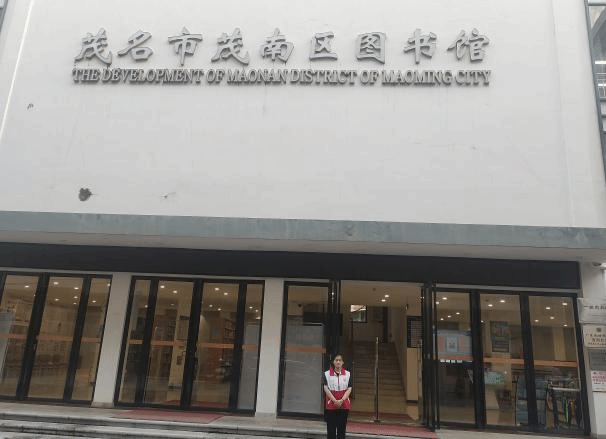 茂名市茂南区图书馆
THE DEVELOPMENT OF MAONAN DISTRICT OF MAOMING CITY